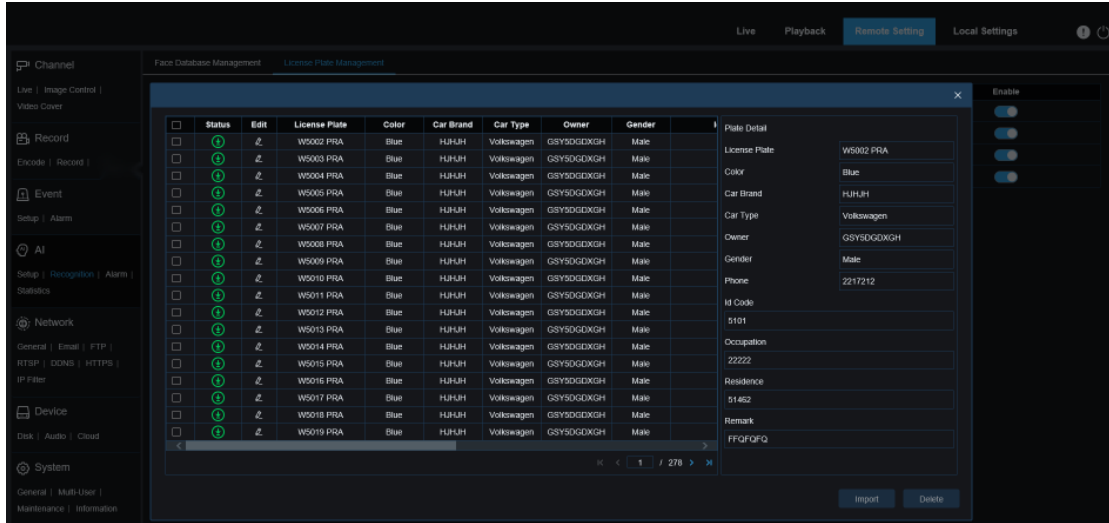 Live Playback Remote Setting Local Settings
Channel
Live | Image Control |
Video Cover
Record
Encode | Record |
Event
Setup | Alarm
AI
Setup | Recognition | Alarm |
Statistics
Network
General | Email | FTP |
RTSP | DDNS | HTTPS |
IP Filter
Device
Disk | Audio | Cloud
System
General | Multi-User |
Maintenance | Information
Face Database Management License Plate Management
Enable
Status Edit License Plate Color Car Brand Car Type Owner Gender
W5002 PRA Blue HJHJH Volkswagen GSY5DGDXGH Male
W5003 PRA Blue HJHJH Volkswagen GSY5DGDXGH Male
W5004 PRA Blue HJHJH Volkswagen GSY5DGDXGH Male
W5005 PRA Blue HJHJH Volkswagen GSY5DGDXGH Male
W5006 PRA Blue HJHJH Volkswagen GSY5DGDXGH Male
W5007 PRA Blue HJHJH Volkswagen GSY5DGDXGH Male
W5008 PRA Blue HJHJH Volkswagen GSY5DGDXGH Male
W5009 PRA Blue HJHJH Volkswagen GSY5DGDXGH Male
W5010 PRA Blue HJHJH Volkswagen GSY5DGDXGH Male
W5011 PRA Blue HJHJH Volkswagen GSY5DGDXGH Male
W5012 PRA Blue HJHJH Volkswagen GSY5DGDXGH Male
W5013 PRA Blue HJHJH Volkswagen GSY5DGDXGH Male
W5014 PRA Blue HJHJH Volkswagen GSY5DGDXGH Male
W5015 PRA Blue HJHJH Volkswagen GSY5DGDXGH Male
W5016 PRA Blue HJHJH Volkswagen GSY5DGDXGH Male
W5017 PRA Blue HJHJH Volkswagen GSY5DGDXGH Male
W5018 PRA Blue HJHJH Volkswagen GSY5DGDXGH Male
W5019 PRA Blue HJHJH Volkswagen GSY5DGDXGH Male
1 / 278
Plate Detail
License Plate W5002 PRA
Color Blue
Car Brand HJHJH
Car Type Volkswagen
Owner GSY5DGDXGH
Gender Male
Phone 2217212
Id Code
5101
Occupation
22222
Residence
51462
Remark
FFQFQFQ
Import Delete